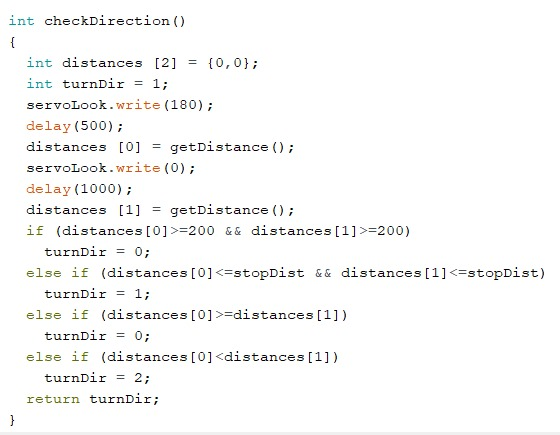 int checkDirection()
{
  int distances [2] = {0,0};
  int turnDir = 1;
  servoLook.write(180);
  delay(500);
  distances [0] = getDistance();
  servoLook.write(0);
  delay(1000);
  distances [1] = getDistance();
  if (distances[0]>=200 && distances[1]>=200)
    turnDir = 0;
  else if (distances[0]<=stopDist && distances[1]<=stopDist)
    turnDir = 1;
  else if (distances[0]>=distances[1])
    turnDir = 0;
  else if (distances[0]<distances[1])
    turnDir = 2;
  return turnDir;
}